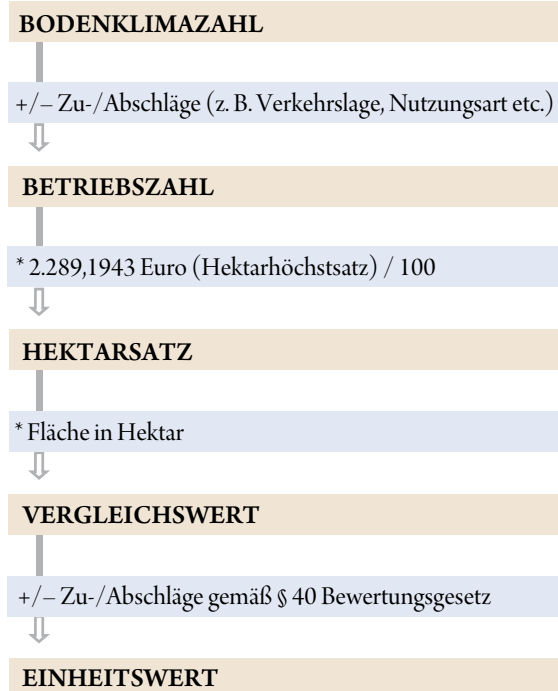 BODENKLIMAZAHL
+/– Zu-/Abschläge (z. B. Verkehrslage, Nutzungsart etc.)
BETRIEBSZAHL
* 2.289,1943 Euro (Hektarhöchstsatz) / 100
HEKTARSATZ
* Fläche in Hektar
VERGLEICHSWERT
+/– Zu-/Abschläge gemäß § 40 Bewertungsgesetz
EINHEITSWERT